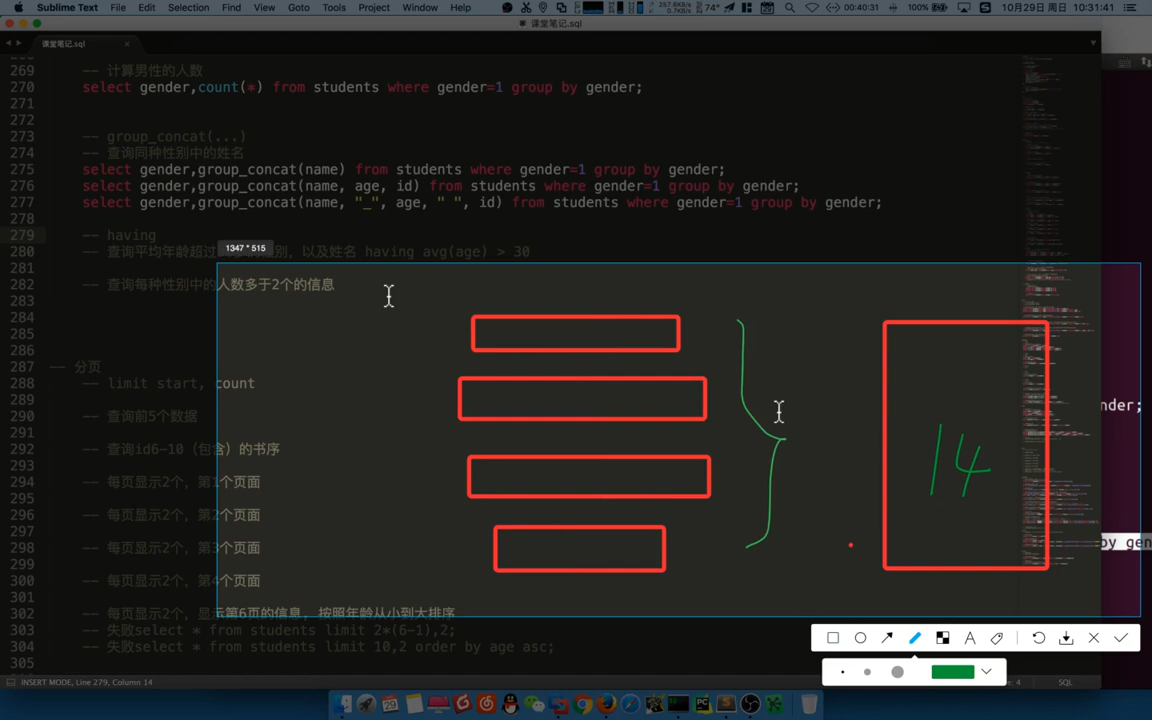 Sublime Text File Edit Selection Find View Goto Tools Project Window Help
74° 00:40:31 100% 10月29日 周日 10:31:41
课堂笔记.sql
课堂笔记.sql
269 -- 计算男性的人数
270 select gender,count(*) from students where gender=1 group by gender;
271
272
273 -- group_concat(...)
274 -- 查询同种性别中的姓名
275 select gender,group_concat(name) from students where gender=1 group by gender;
276 select gender,group_concat(name, age, id) from students where gender=1 group by gender;
277 select gender,group_concat(name, "_", age, " ", id) from students where gender=1 group by gender;
278
279 -- having
1347 * 515
280 -- 查询平均年龄超过 别，以及姓名 having avg(age) > 30
281
282 -- 查询每种性别中的人数多于2个的信息
283
284
285
286
287 -- 分页
288 -- limit start, count
289
290 -- 查询前5个数据
nder;
291
292 -- 查询id6-10（包含）的书序
293
14
294 -- 每页显示2个，第1个页面
295
296 -- 每页显示2个，第2个页面
297
298 -- 每页显示2个，第3个页面
by gen
299
300 -- 每页显示2个，第4个页面
301
302 -- 每页显示2个，显示第6页的信息，按照年龄从小到大排序
303 -- 失败select * from students limit 2*(6-1),2;
304 -- 失败select * from students limit 10,2 order by age asc;
305
INSERT MODE, Line 279, Column 14
: 4 SQL